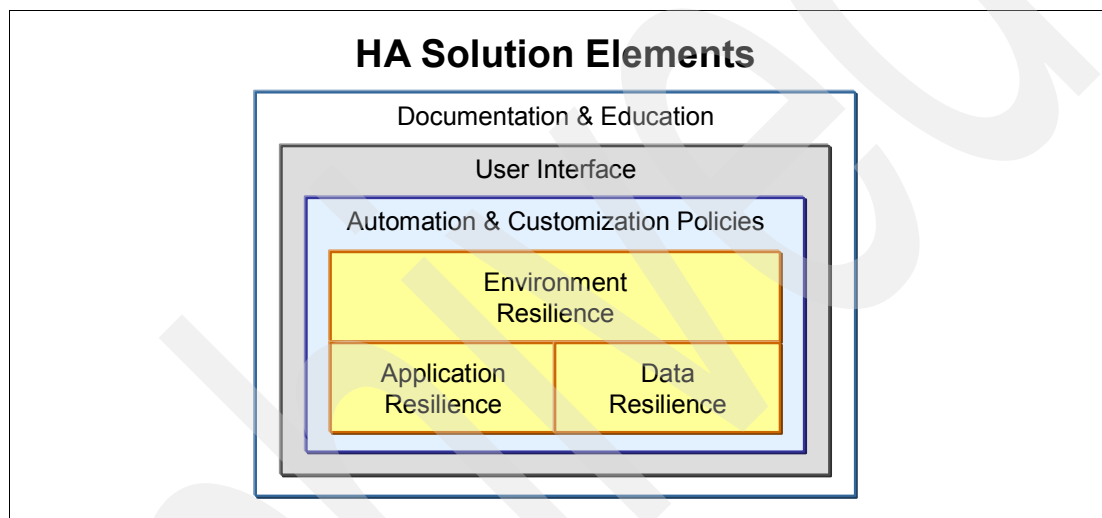 HA Solution Elements
Documentation & Education
User Interface
Automation & Customization Policies
Environment
Resilience
Application
Resilience
Data
Resilience